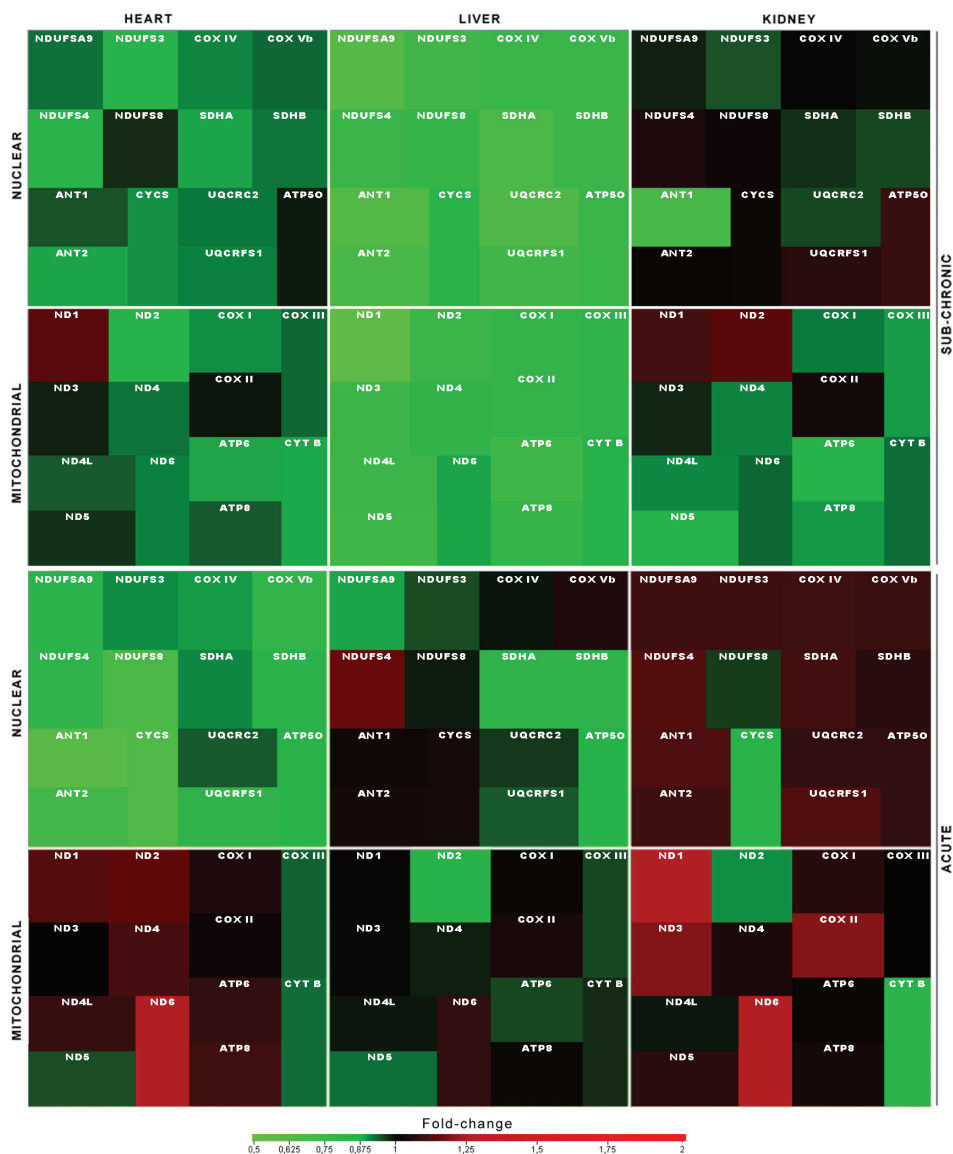 HEART LIVER KIDNEY
NUCLEAR
SUB-CHRONIC
NDUFSA9 NDUFS3 COX IV COX Vb NDUFSA9 NDUFS3 COX IV COX Vb NDUFSA9 NDUFS3 COX IV COX Vb
NDUFS4 NDUFS8 SDHA SDHB NDUFS4 NDUFS8 SDHA SDHB NDUFS4 NDUFS8 SDHA SDHB
ANT1 CYCS UQCRC2 ATP5O ANT1 CYCS UQCRC2 ATP5O ANT1 CYCS UQCRC2 ATP5O
ANT2 UQCRFS1 ANT2 UQCRFS1 ANT2 UQCRFS1
MITOCHONDRIAL
ND1 ND2 COX I COX III ND1 ND2 COX I COX III ND1 ND2 COX I COX III
ND3 ND4 COX II ND3 ND4 COX II ND3 ND4 COX II
ATP6 CYT B ATP6 CYT B ATP6 CYT B
ND4L ND6 ND4L ND6 ND4L ND6
ND5 ATP8 ND5 ATP8 ND5 ATP8
NUCLEAR
ACUTE
NDUFSA9 NDUFS3 COX IV COX Vb NDUFSA9 NDUFS3 COX IV COX Vb NDUFSA9 NDUFS3 COX IV COX Vb
NDUFS4 NDUFS8 SDHA SDHB NDUFS4 NDUFS8 SDHA SDHB NDUFS4 NDUFS8 SDHA SDHB
ANT1 CYCS UQCRC2 ATP5O ANT1 CYCS UQCRC2 ATP5O ANT1 CYCS UQCRC2 ATP5O
ANT2 UQCRFS1 ANT2 UQCRFS1 ANT2 UQCRFS1
MITOCHONDRIAL
ND1 ND2 COX I COX III ND1 ND2 COX I COX III ND1 ND2 COX I COX III
ND3 ND4 COX II ND3 ND4 COX II ND3 ND4 COX II
ATP6 CYT B ATP6 CYT B ATP6 CYT B
ND4L ND6 ND4L ND6 ND4L ND6
ND5 ATP8 ND5 ATP8 ND5 ATP8
Fold-change
0,5 0,625 0,75 0,875 1 1,25 1,5 1,75 2